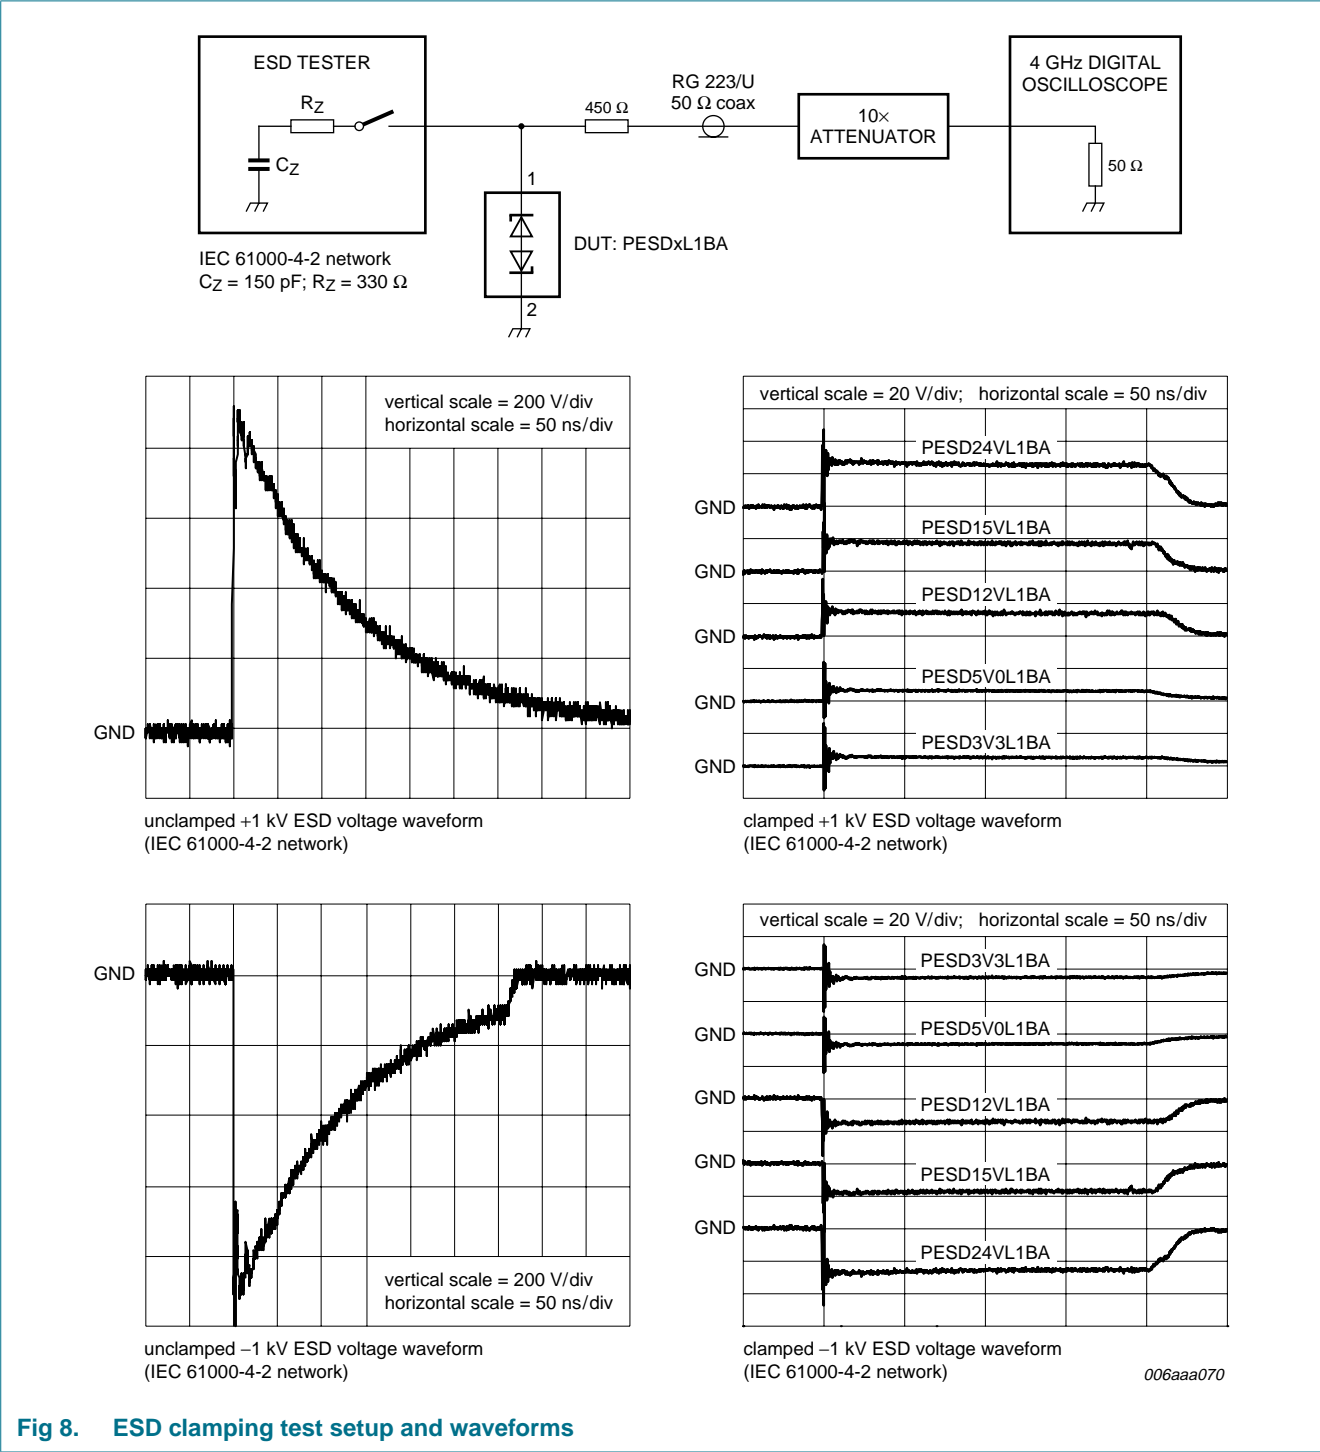 ESD TESTER
RZ
CZ
IEC 61000-4-2 network
CZ = 150 pF; RZ = 330 Ω
450 Ω
RG 223/U
50 Ω coax
10×
ATTENUATOR
4 GHz DIGITAL
OSCILLOSCOPE
50 Ω
1
DUT: PESDxL1BA
2
vertical scale = 200 V/div
horizontal scale = 50 ns/div
GND
unclamped +1 kV ESD voltage waveform
(IEC 61000-4-2 network)
vertical scale = 20 V/div; horizontal scale = 50 ns/div
PESD24VL1BA
GND
PESD15VL1BA
GND
PESD12VL1BA
GND
PESD5V0L1BA
GND
PESD3V3L1BA
GND
clamped +1 kV ESD voltage waveform
(IEC 61000-4-2 network)
GND
vertical scale = 200 V/div
horizontal scale = 50 ns/div
unclamped −1 kV ESD voltage waveform
(IEC 61000-4-2 network)
vertical scale = 20 V/div; horizontal scale = 50 ns/div
PESD3V3L1BA
GND
PESD5V0L1BA
GND
GND
PESD12VL1BA
GND
PESD15VL1BA
GND
PESD24VL1BA
clamped −1 kV ESD voltage waveform
(IEC 61000-4-2 network)
006aaa070
Fig 8. ESD clamping test setup and waveforms